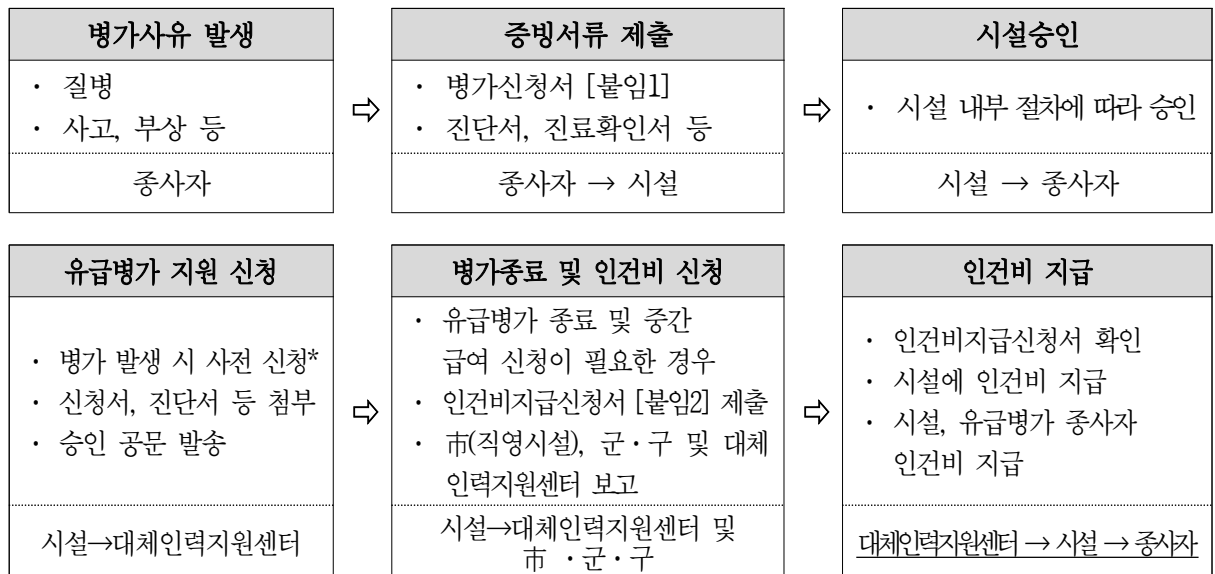 병가사유 발생
· 질병
· 사고, 부상 등
종사자
⇨
증빙서류 제출
· 병가신청서 [붙임1]
· 진단서, 진료확인서 등
종사자 → 시설
⇨
시설승인
· 시설 내부 절차에 따라 승인
시설 → 종사자
유급병가 지원 신청
· 병가 발생 시 사전 신청*
· 신청서, 진단서 등 첨부
· 승인 공문 발송
시설→대체인력지원센터
⇨
병가종료 및 인건비 신청
· 유급병가 종료 및 중간
급여 신청이 필요한 경우
· 인건비지급신청서 [붙임2] 제출
· 市(직영시설), 군·구 및 대체
인력지원센터 보고
시설→대체인력지원센터 및
市 ·군·구
⇨
인건비 지급
· 인건비지급신청서 확인
· 시설에 인건비 지급
· 시설, 유급병가 종사자
인건비 지급
대체인력지원센터 → 시설 → 종사자